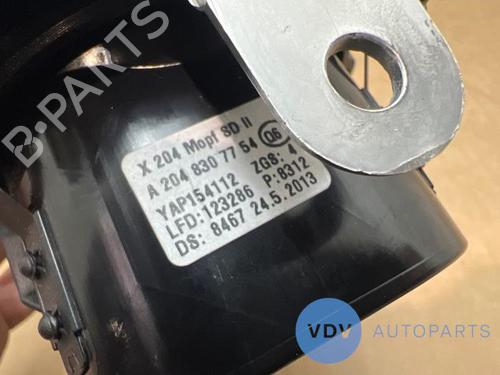 B-PARTS
X 204 Mopf SD II
A 204 830 77 54 06
YAP154112 ZGS: 4
LFD:123286 P:8312
DS: 8467 24.5.2013
VDV AUTOPARTS